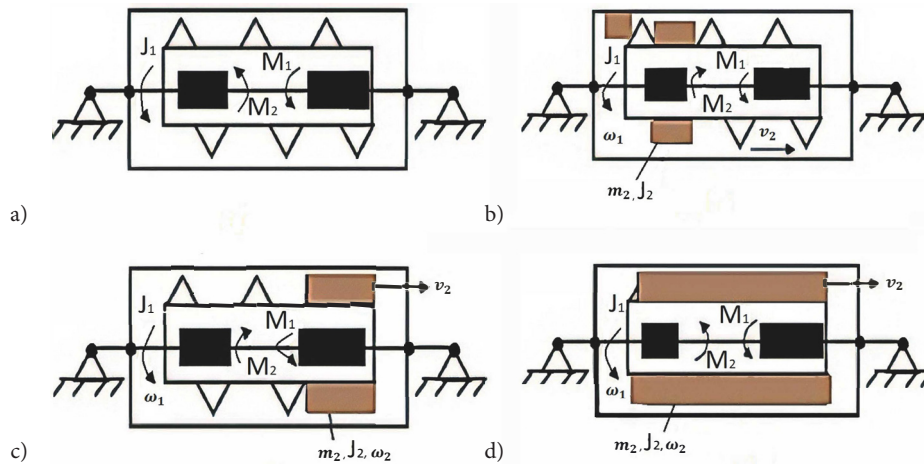 a)
J₁
M₁
M₂
b)
J₁
M₁
M₂
ω₁
v₂
m₂, J₂
c)
v₂
J₁
M₁
M₂
ω₁
m₂, J₂, ω₂
d)
v₂
J₁
M₁
M₂
ω₁
m₂, J₂, ω₂